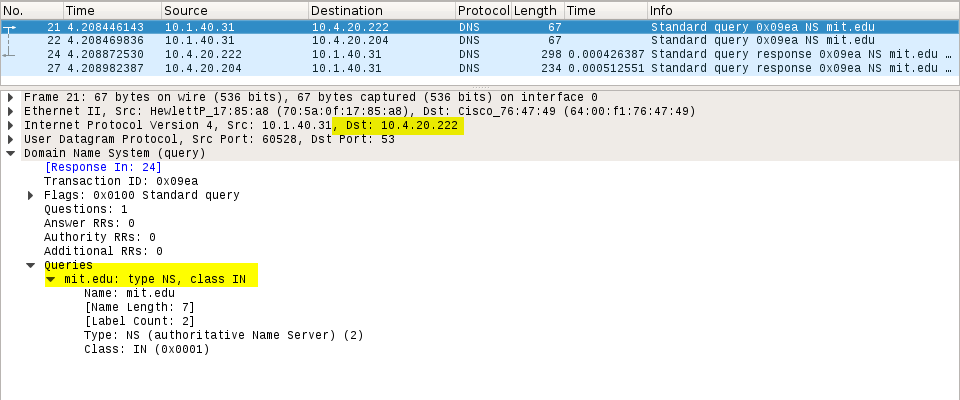 No. Time Source Destination Protocol Length Time Info
21 4.208446143 10.1.40.31 10.4.20.222 DNS 67 Standard query 0x09ea NS mit.edu
22 4.208469836 10.1.40.31 10.4.20.204 DNS 67 Standard query 0x09ea NS mit.edu
24 4.208872530 10.4.20.222 10.1.40.31 DNS 298 0.000426387 Standard query response 0x09ea NS mit.edu …
27 4.208982387 10.4.20.204 10.1.40.31 DNS 234 0.000512551 Standard query response 0x09ea NS mit.edu …
Frame 21: 67 bytes on wire (536 bits), 67 bytes captured (536 bits) on interface 0
Ethernet II, Src: HewlettP_17:85:a8 (70:5a:0f:17:85:a8), Dst: Cisco_76:47:49 (64:00:f1:76:47:49)
Internet Protocol Version 4, Src: 10.1.40.31, Dst: 10.4.20.222
User Datagram Protocol, Src Port: 60528, Dst Port: 53
Domain Name System (query)
[Response In: 24]
Transaction ID: 0x09ea
Flags: 0x0100 Standard query
Questions: 1
Answer RRs: 0
Authority RRs: 0
Additional RRs: 0
Queries
mit.edu: type NS, class IN
Name: mit.edu
[Name Length: 7]
[Label Count: 2]
Type: NS (authoritative Name Server) (2)
Class: IN (0x0001)